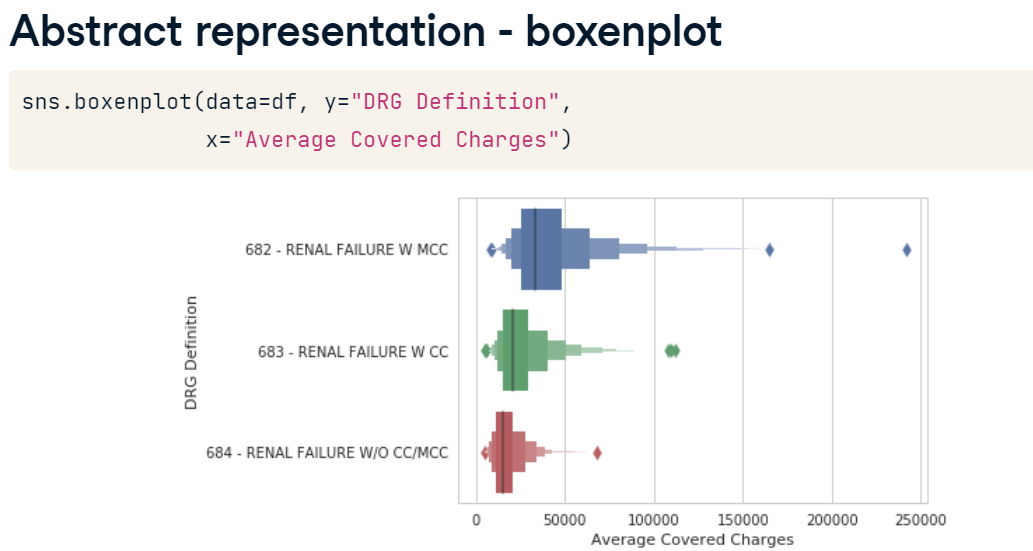 Abstract representation - boxenplot
sns.boxenplot(data=df, y="DRG Definition",
x="Average Covered Charges")
682 - RENAL FAILURE W MCC
683 - RENAL FAILURE W CC
684 - RENAL FAILURE W/O CC/MCC
DRG Definition
0 50000 100000 150000 200000 250000
Average Covered Charges